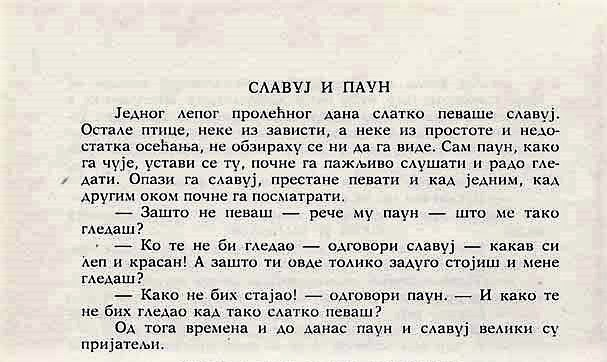 СЛАВУЈ И ПАУН
Једног лепог пролећног дана слатко певаше славуј.
Остале птице, неке из зависти, а неке из простоте и недо-
статка осећања, не обзираху се ни да га виде. Сам паун, како
га чује, устави се ту, почне га пажљиво слушати и радо гле-
дати. Опази га славуј, престане певати и кад једним, кад
другим оком почне га посматрати.
— Зашто не певаш — рече му паун — што ме тако
гледаш?
— Ко те не би гледао — одговори славуј — какав си
леп и красан! А зашто ти овде толико задуго стојиш и мене
гледаш?
— Како не бих стајао! — одговори паун. — И како те
не бих гледао кад тако слатко певаш?
Од тога времена и до данас паун и славуј велики су
пријатељи.